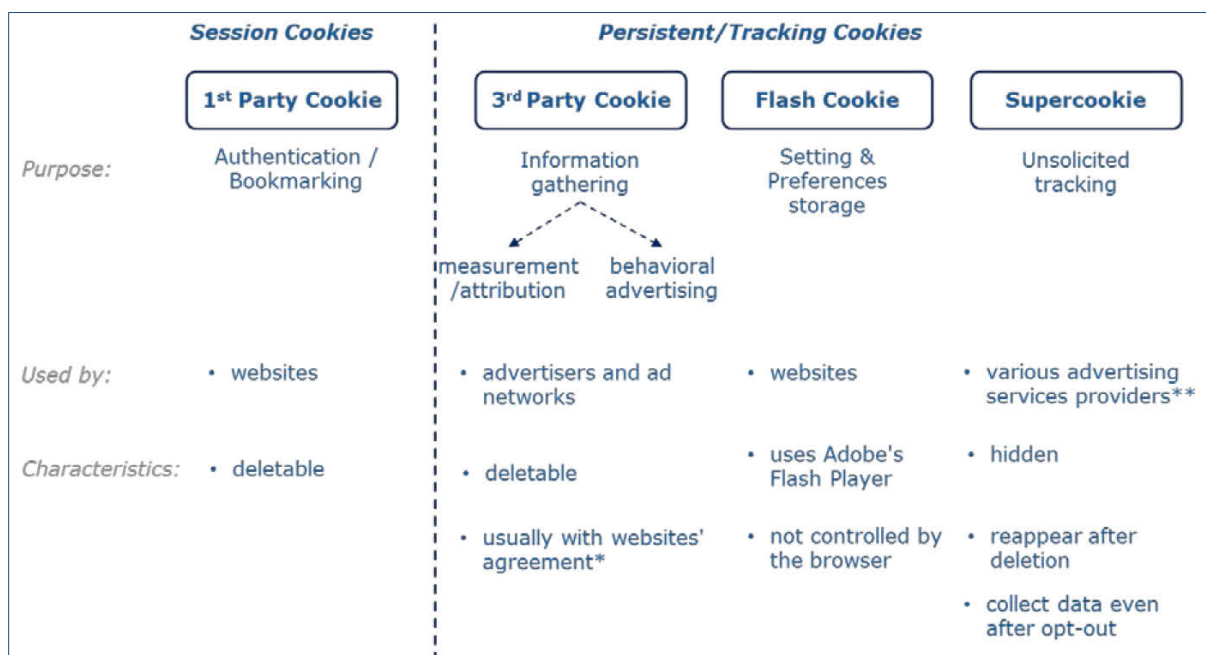 Session Cookies
Persistent/Tracking Cookies
1st Party Cookie
3rd Party Cookie
Flash Cookie
Supercookie
Purpose:
Authentication /
Bookmarking
Information
gathering
measurement
/attribution
behavioral
advertising
Setting &
Preferences
storage
Unsolicited
tracking
Used by:
• websites
• advertisers and ad
networks
• websites
• various advertising
services providers**
Characteristics:
• deletable
• deletable
• usually with websites'
agreement*
• uses Adobe's
Flash Player
• not controlled by
the browser
• hidden
• reappear after
deletion
• collect data even
after opt-out